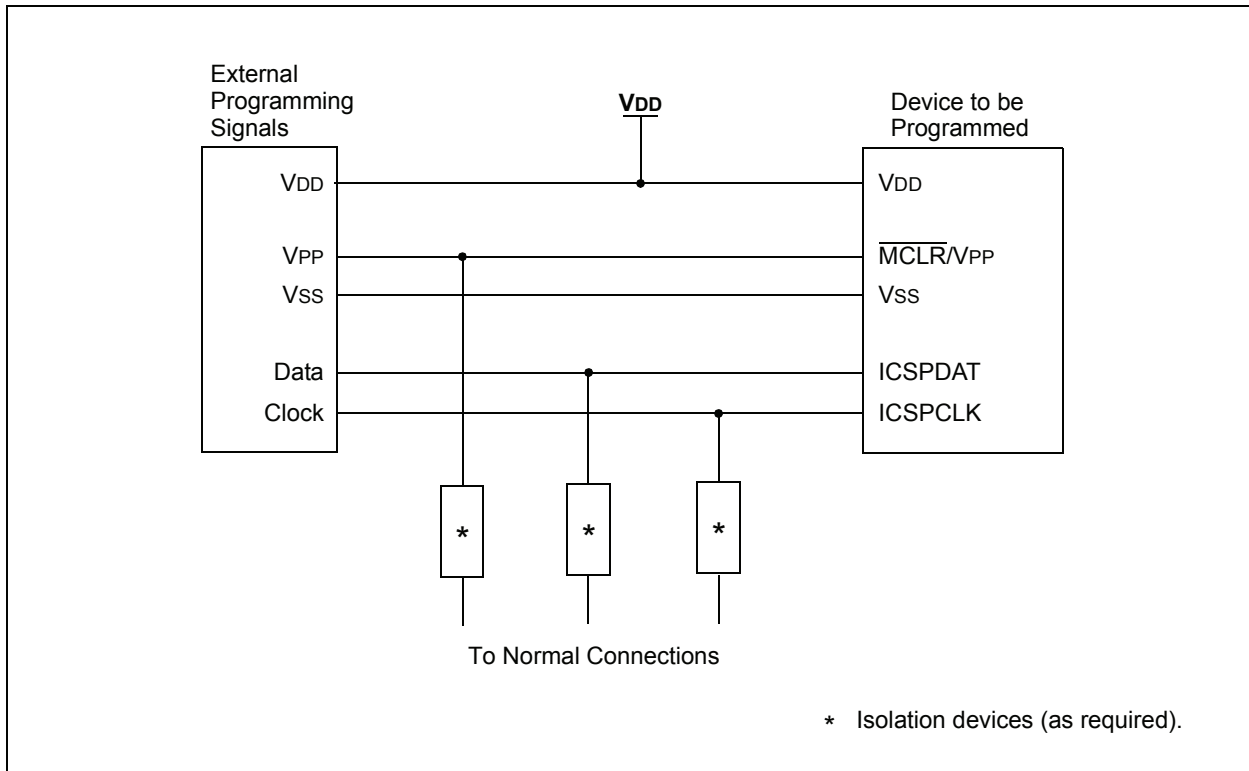 External
Programming
Signals
VDD
Device to be
Programmed
VDD
VDD
VPP
MCLR/VPP
VSS
VSS
Data
ICSPDAT
Clock
ICSPCLK
* * *
To Normal Connections
* Isolation devices (as required).